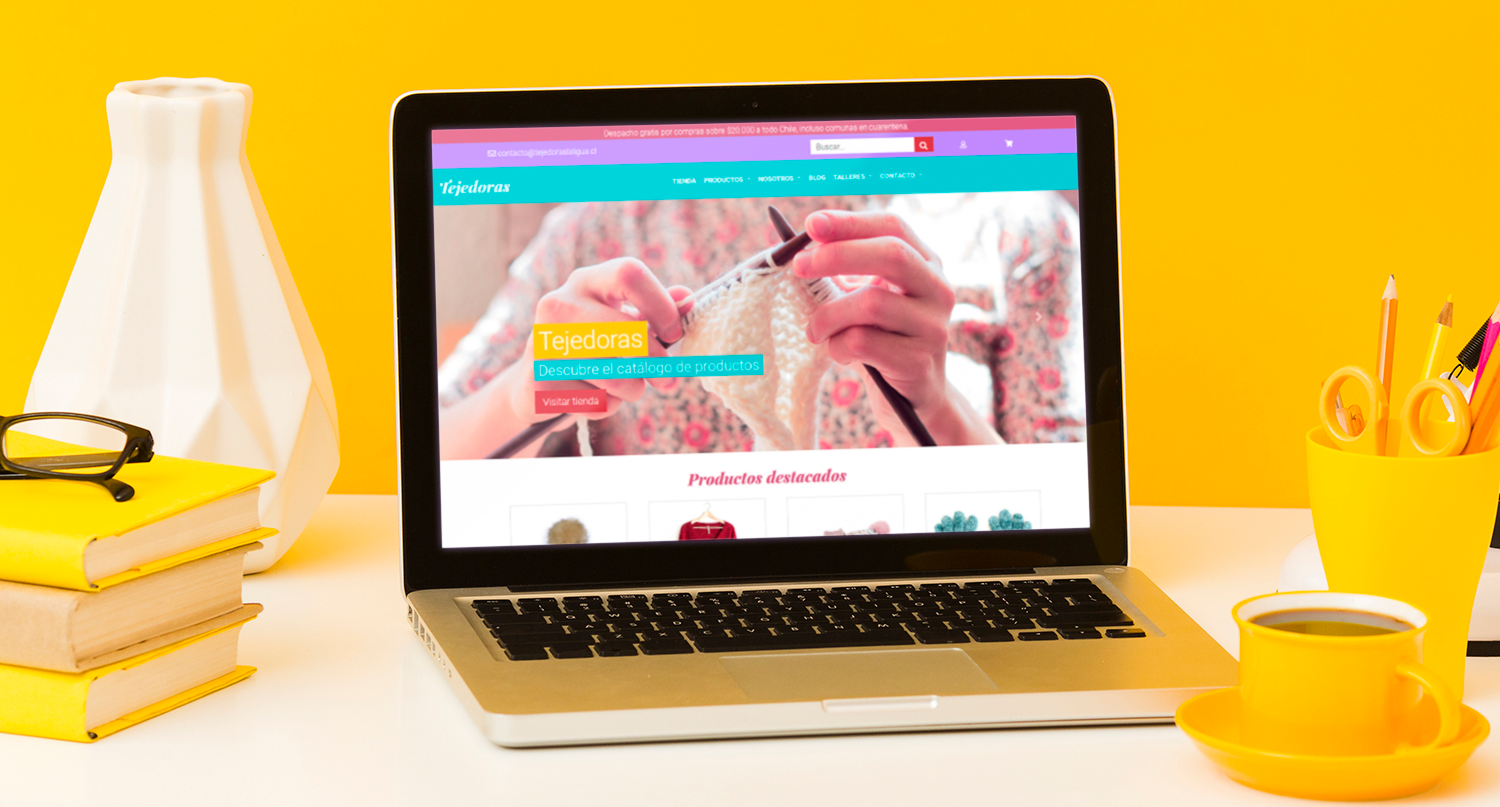 Despacho gratis por compras sobre $20.000 a todo Chile, incluso comunas en cuarentena.
contacto@tejedoraslaligua.cl
Buscar...
Tejedoras
TIENDA PRODUCTOS NOSOTROS BLOG TALLERES CONTACTO
Tejedoras
Descubre el catálogo de productos
Visitar tienda
Productos destacados